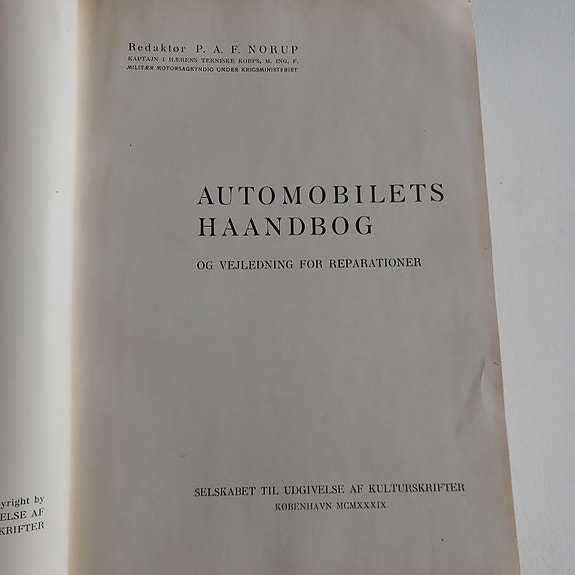 Redaktør P. A. F. NORUP
KAPTAJN I HÆRENS TEKNISKE KORPS, M. ING. F.
MILITÆR MOTORSAGKYNDIG UNDER KRIGSMINISTERIET
AUTOMOBILETS
HAANDBOG
OG VEJLEDNING FOR REPARATIONER
SELSKABET TIL UDGIVELSE AF KULTURSKRIFTER
KØBENHAVN MCMXXXIX
yright by
ELSE AF
KRIFTER